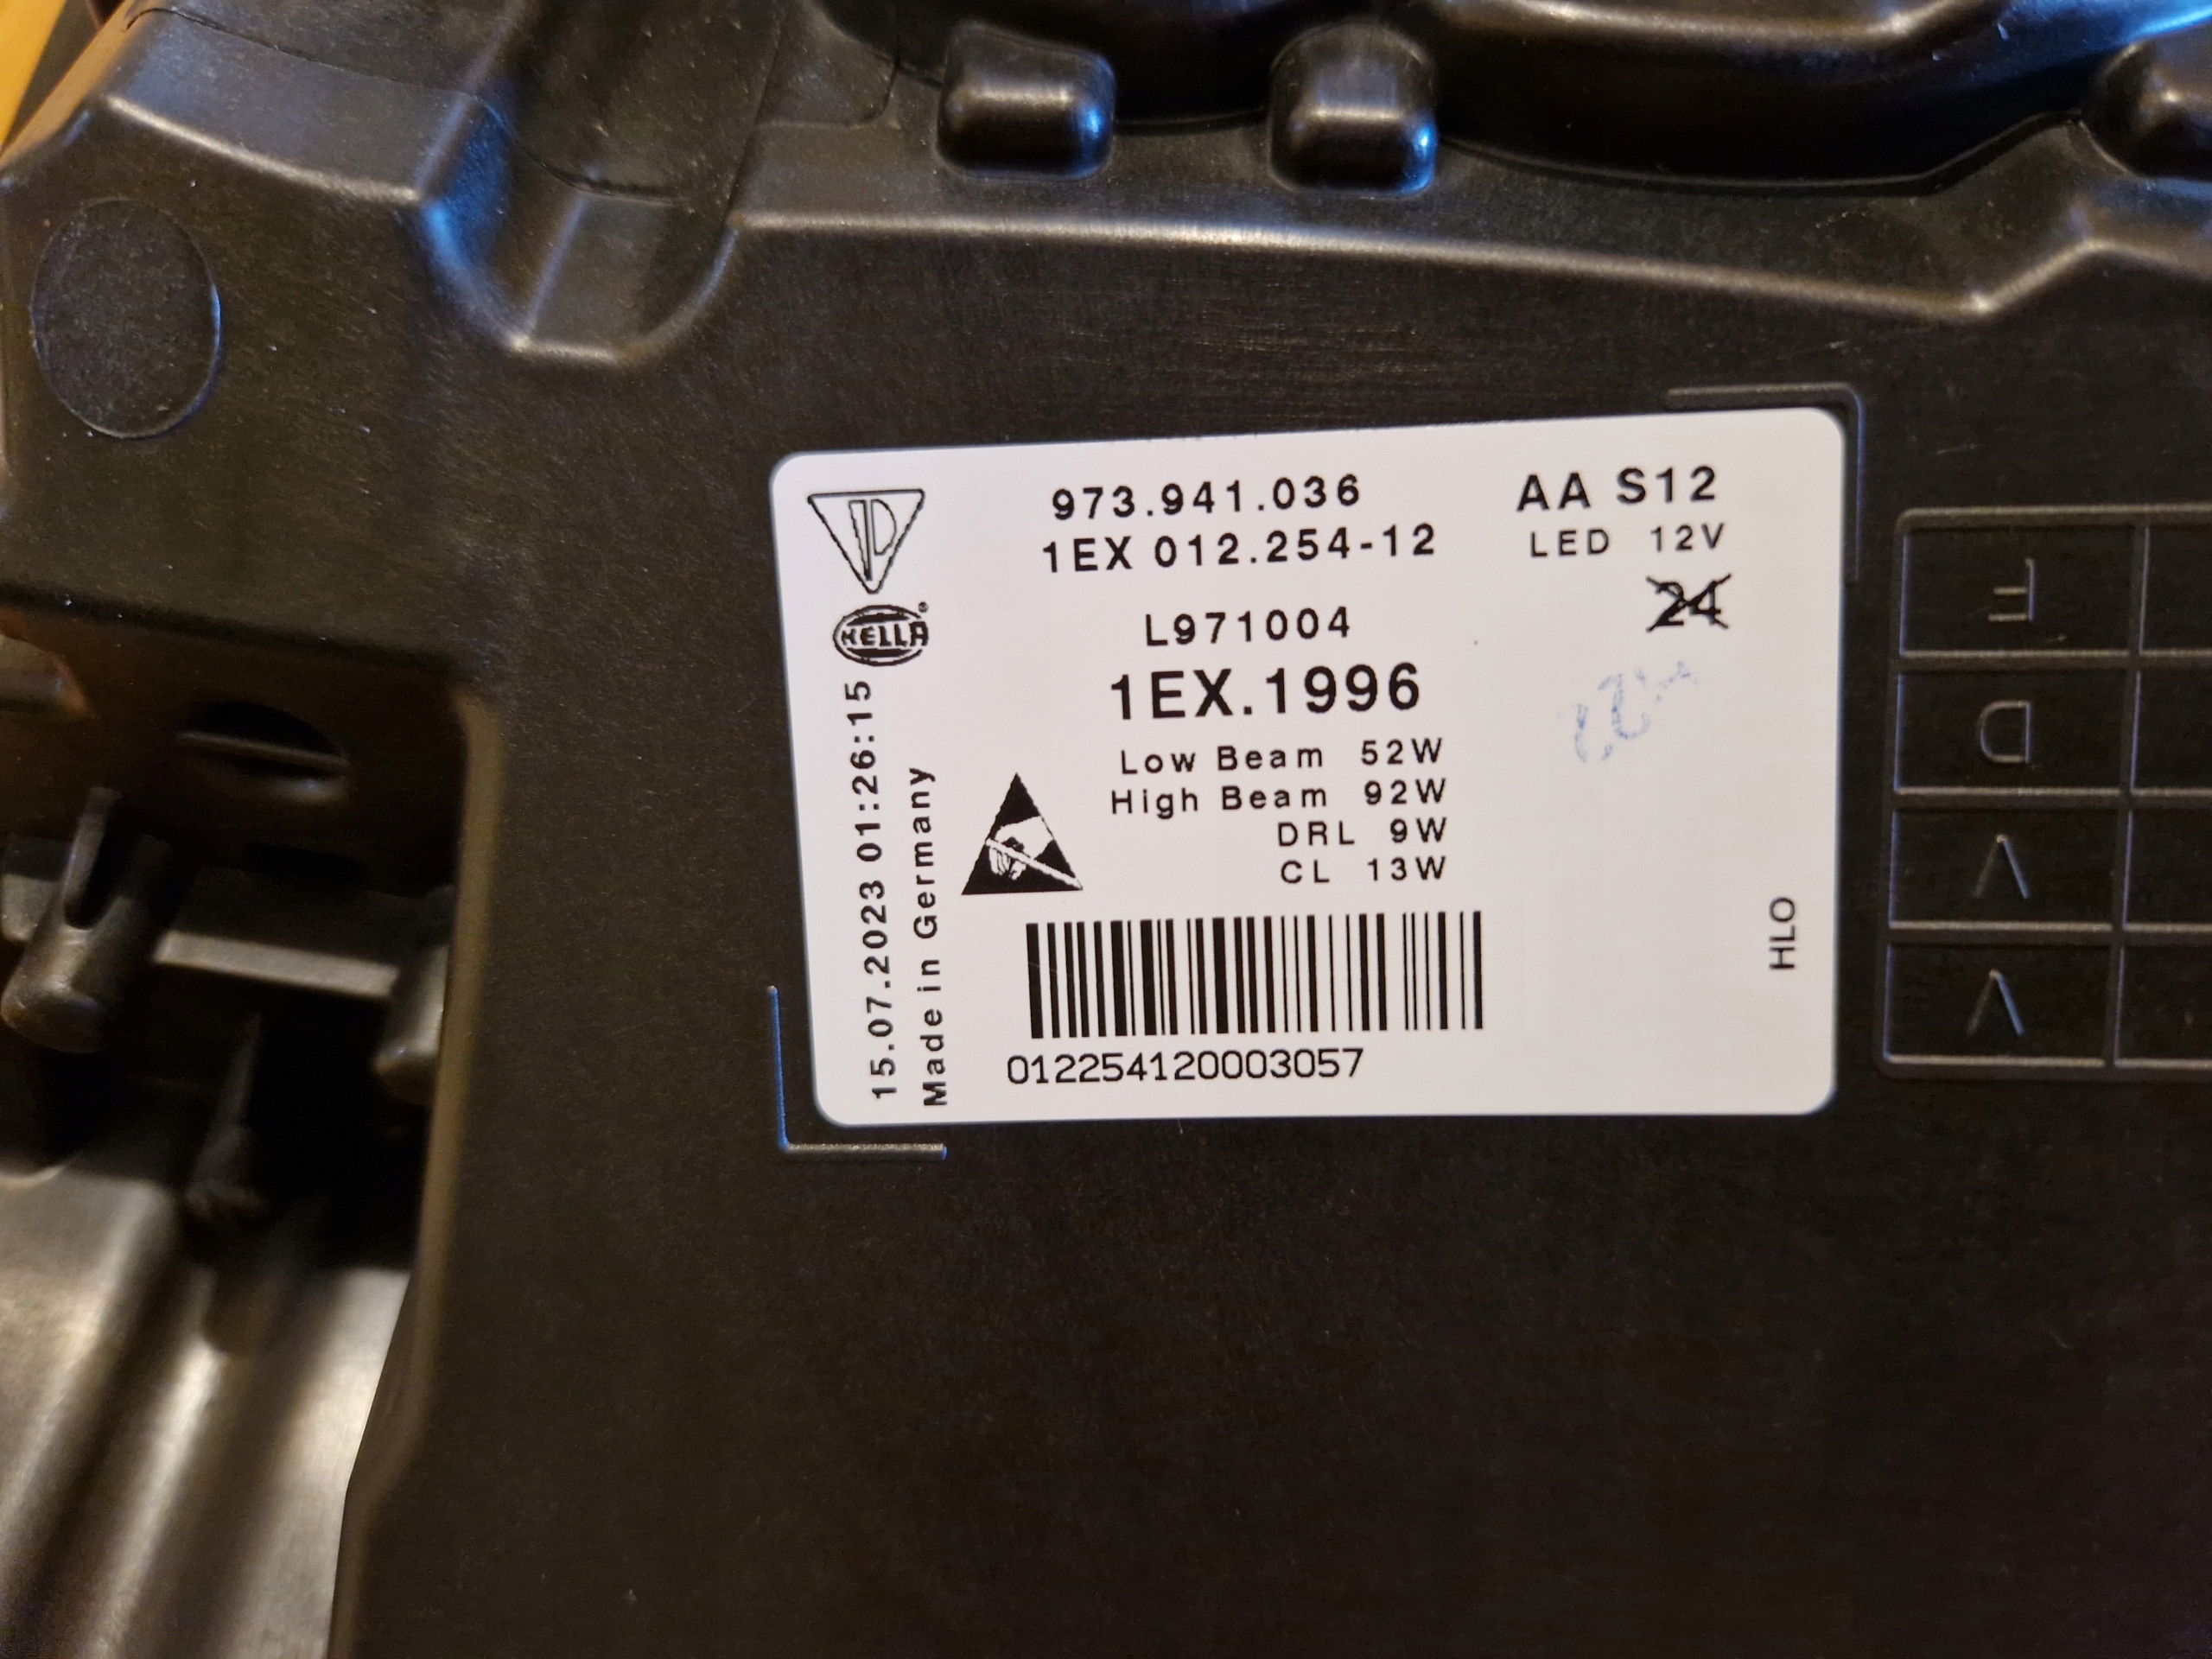 973.941.036 AA S12
1EX 012.254-12 LED 12V
24
HELLA
L971004
1EX.1996
Low Beam 52W
High Beam 92W
DRL 9W
CL 13W
15.07.2023 01:26:15
Made in Germany
012254120003057
HLO
F
D
V
V